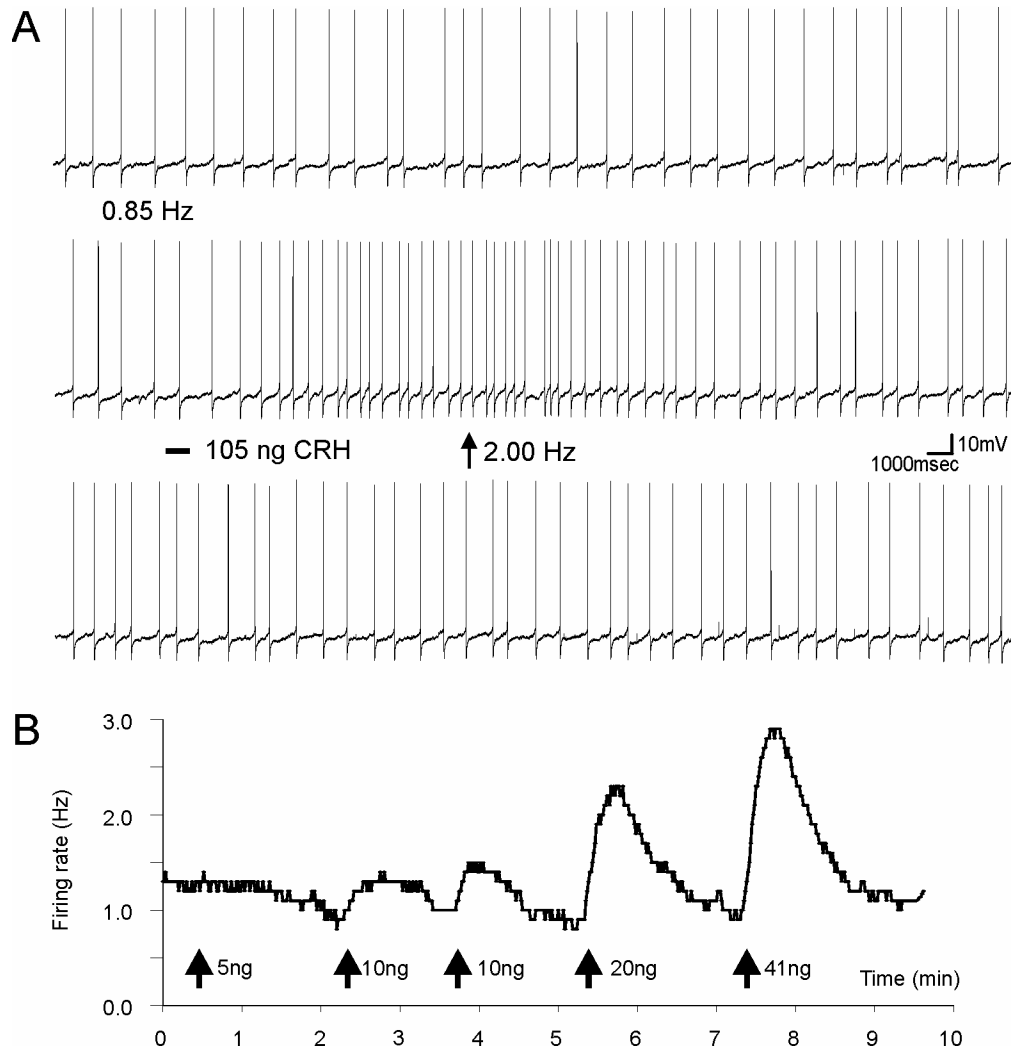 A
0.85 Hz
105 ng CRH
2.00 Hz
10mV
1000msec
B
3.0
2.0
1.0
0.0
Firing rate (Hz)
5ng
10ng
10ng
20ng
41ng
Time (min)
0 1 2 3 4 5 6 7 8 9 10